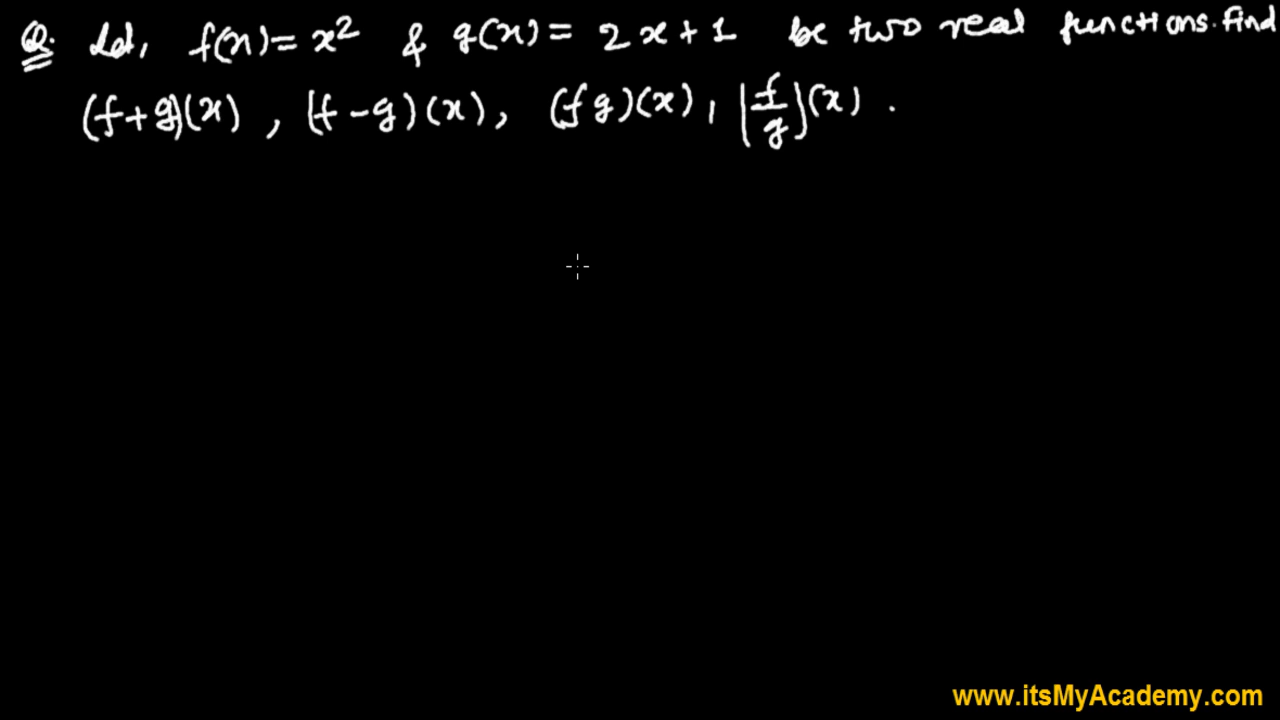 Q. Let, f(x) = x² & g(x) = 2x+1 be two real functions. Find
(f+g)(x), (f-g)(x), (fg)(x), (f/g)(x).
www.itsMyAcademy.com